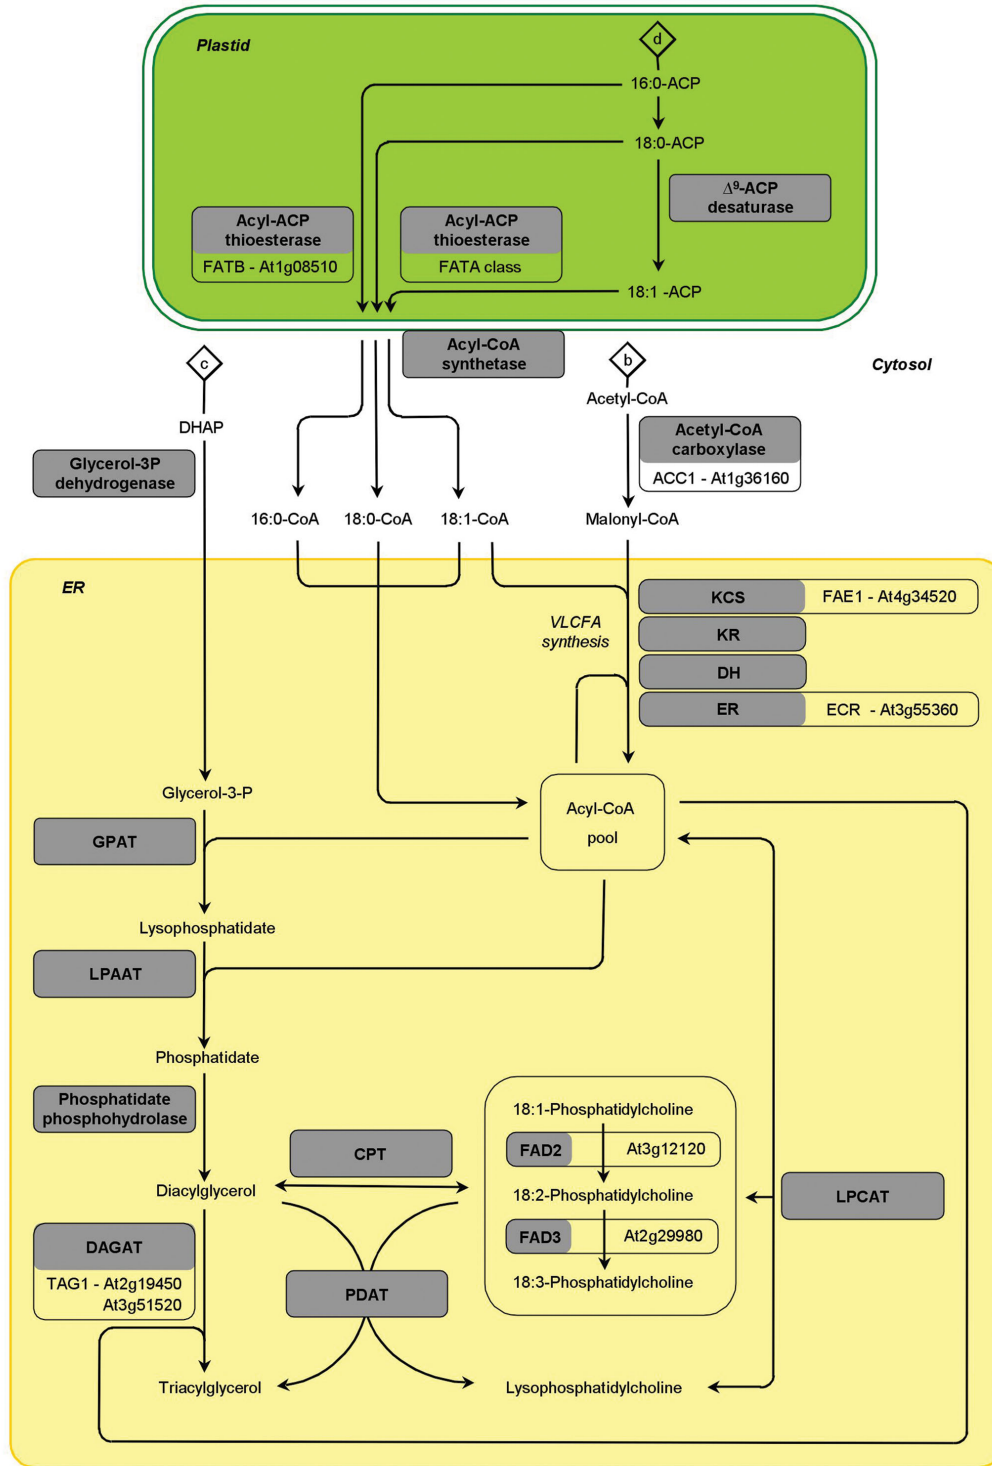 Plastid
d
16:0-ACP
18:0-ACP
Δ⁹-ACP
desaturase
Acyl-ACP
thioesterase
FATB - At1g08510
Acyl-ACP
thioesterase
FATA class
18:1 -ACP
Acyl-CoA
synthetase
c
b
Cytosol
Acetyl-CoA
DHAP
Acetyl-CoA
carboxylase
ACC1 - At1g36160
Glycerol-3P
dehydrogenase
16:0-CoA
18:0-CoA
18:1-CoA
Malonyl-CoA
ER
KCS
FAE1 - At4g34520
VLCFA
synthesis
KR
DH
ER
ECR - At3g55360
Glycerol-3-P
Acyl-CoA
pool
GPAT
Lysophosphatidate
LPAAT
Phosphatidate
Phosphatidate
phosphohydrolase
18:1-Phosphatidylcholine
FAD2
At3g12120
CPT
Diacylglycerol
18:2-Phosphatidylcholine
LPCAT
FAD3
At2g29980
DAGAT
TAG1 - At2g19450
At3g51520
18:3-Phosphatidylcholine
PDAT
Triacylglycerol
Lysophosphatidylcholine